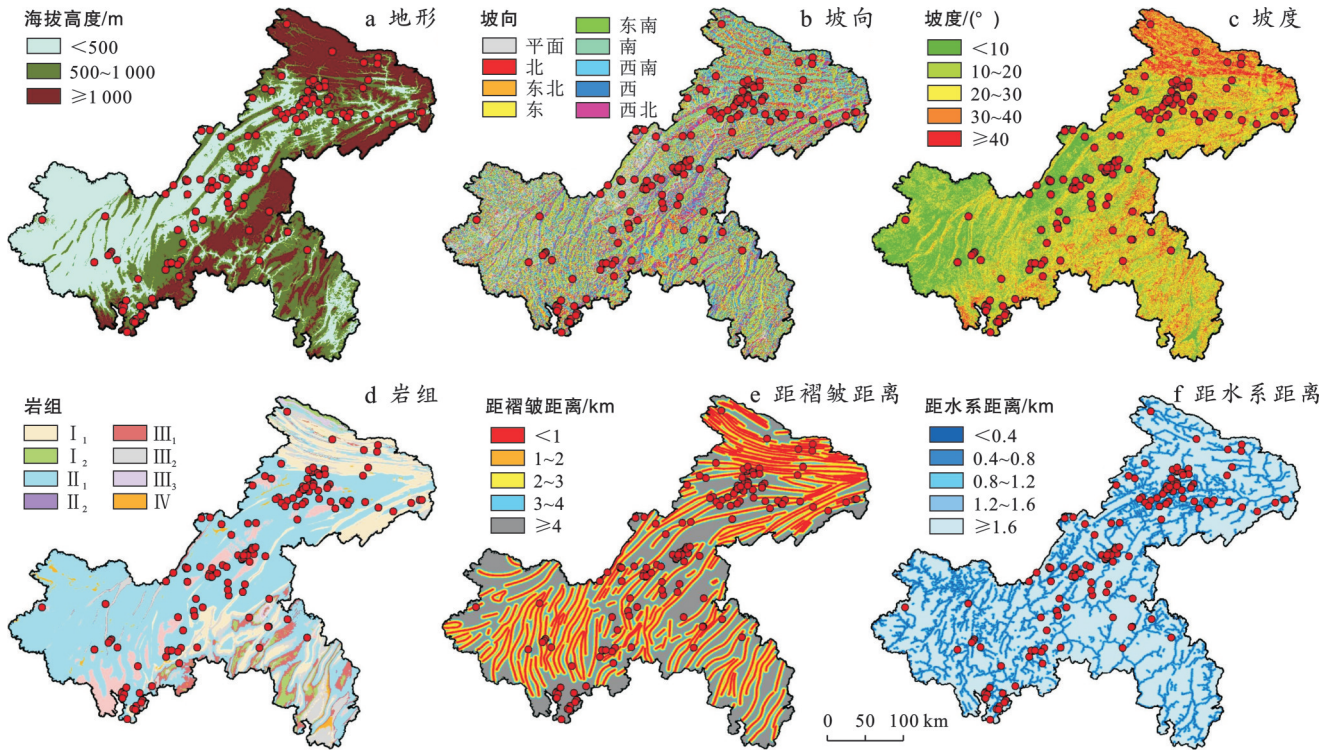 海拔高度/m
a 地形
<500
500~1 000
≥1 000
坡向
b 坡向
平面
北
东北
东
东南
南
西南
西
西北
坡度/(°)
c 坡度
<10
10~20
20~30
30~40
≥40
岩组
d 岩组
I₁
I₂
II₁
II₂
III₁
III₂
III₃
IV
距褶皱距离/km
e 距褶皱距离
<1
1~2
2~3
3~4
≥4
距水系距离/km
f 距水系距离
<0.4
0.4~0.8
0.8~1.2
1.2~1.6
≥1.6
0 50 100 km